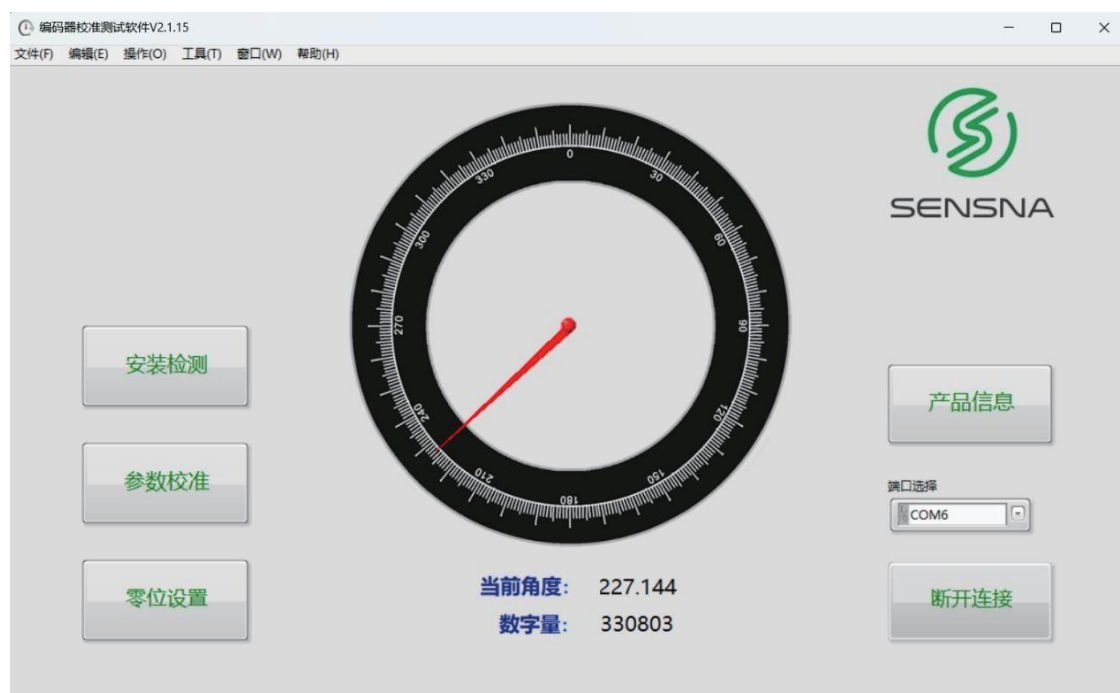 编码器校准测试软件V2.1.15
文件(F) 编辑(E) 操作(O) 工具(T) 窗口(W) 帮助(H)
SENSNA
0
30
60
90
120
150
180
210
240
270
300
330
安装检测
参数校准
零位设置
当前角度: 227.144
数字量: 330803
产品信息
端口选择
COM6
断开连接